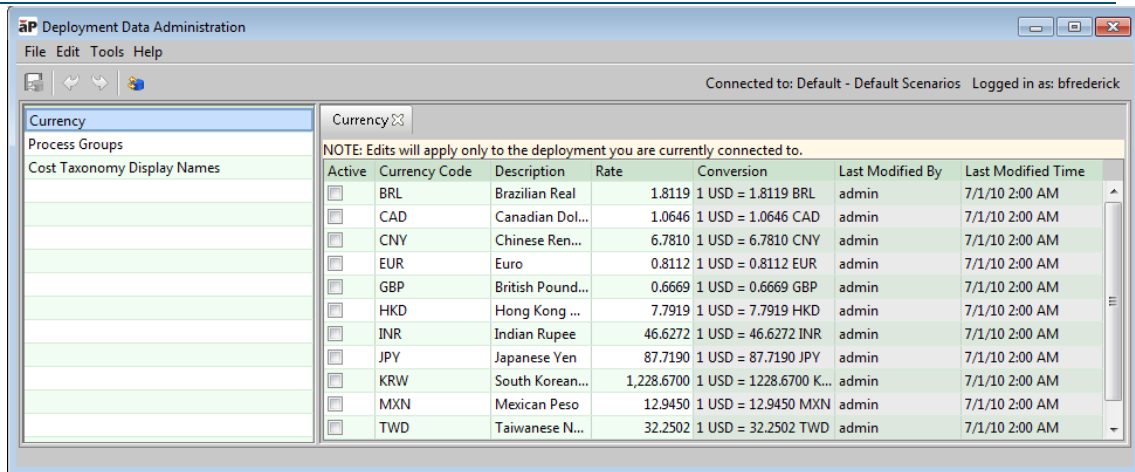 āP Deployment Data Administration
File Edit Tools Help
Connected to: Default - Default Scenarios Logged in as: bfrederick
Currency
Process Groups
Cost Taxonomy Display Names
Currency
NOTE: Edits will apply only to the deployment you are currently connected to.
Active Currency Code Description Rate Conversion Last Modified By Last Modified Time
BRL Brazilian Real 1.8119 1 USD = 1.8119 BRL admin 7/1/10 2:00 AM
CAD Canadian Dol... 1.0646 1 USD = 1.0646 CAD admin 7/1/10 2:00 AM
CNY Chinese Ren... 6.7810 1 USD = 6.7810 CNY admin 7/1/10 2:00 AM
EUR Euro 0.8112 1 USD = 0.8112 EUR admin 7/1/10 2:00 AM
GBP British Pound... 0.6669 1 USD = 0.6669 GBP admin 7/1/10 2:00 AM
HKD Hong Kong ... 7.7919 1 USD = 7.7919 HKD admin 7/1/10 2:00 AM
INR Indian Rupee 46.6272 1 USD = 46.6272 INR admin 7/1/10 2:00 AM
JPY Japanese Yen 87.7190 1 USD = 87.7190 JPY admin 7/1/10 2:00 AM
KRW South Korean... 1,228.6700 1 USD = 1228.6700 K... admin 7/1/10 2:00 AM
MXN Mexican Peso 12.9450 1 USD = 12.9450 MXN admin 7/1/10 2:00 AM
TWD Taiwanese N... 32.2502 1 USD = 32.2502 TWD admin 7/1/10 2:00 AM